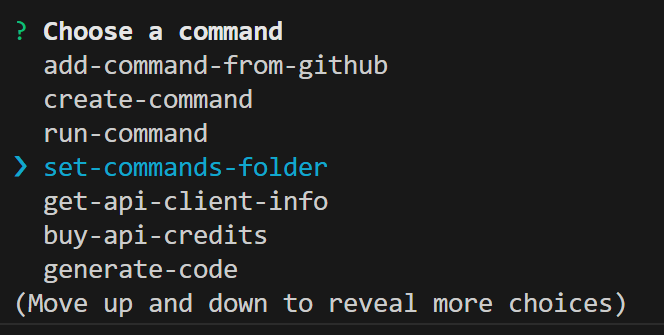 ? Choose a command
add-command-from-github
create-command
run-command
❯ set-commands-folder
get-api-client-info
buy-api-credits
generate-code
(Move up and down to reveal more choices)